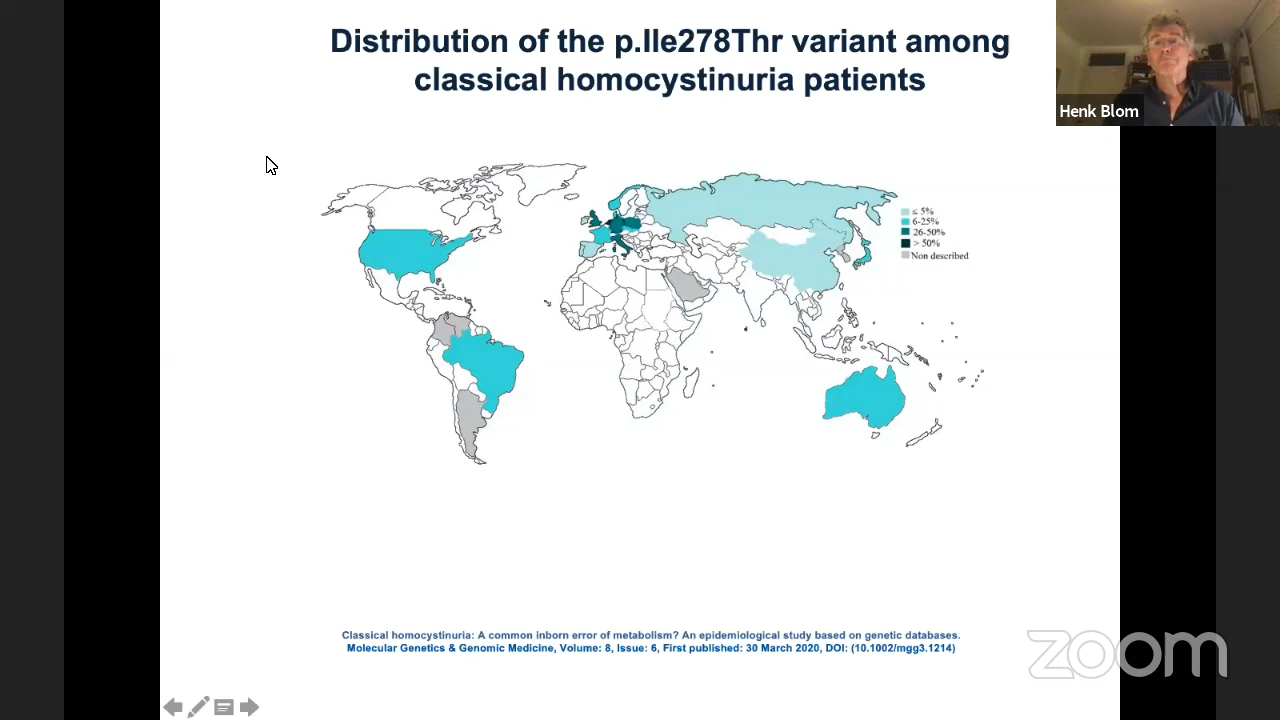 Distribution of the p.Ile278Thr variant among
classical homocystinuria patients
Henk Blom
≤ 5%
6-25%
26-50%
> 50%
Non described
Classical homocystinuria: A common inborn error of metabolism? An epidemiological study based on genetic databases.
Molecular Genetics & Genomic Medicine, Volume: 8, Issue: 6, First published: 30 March 2020, DOI: (10.1002/mgg3.1214)
zoom